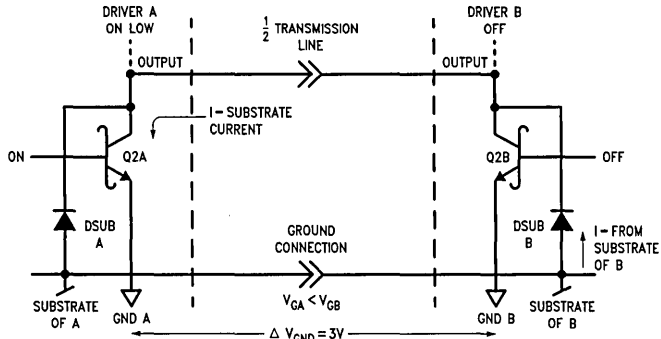 DRIVER A
ON LOW
1/2 TRANSMISSION
LINE
DRIVER B
OFF
OUTPUT
OUTPUT
I-SUBSTRATE
CURRENT
ON
Q2A
Q2B
OFF
DSUB
A
GROUND
CONNECTION
DSUB
B
I-FROM
SUBSTRATE
OF B
SUBSTRATE
OF A
GND A
VGA < VGB
GND B
SUBSTRATE
OF B
Δ VGND = 3V